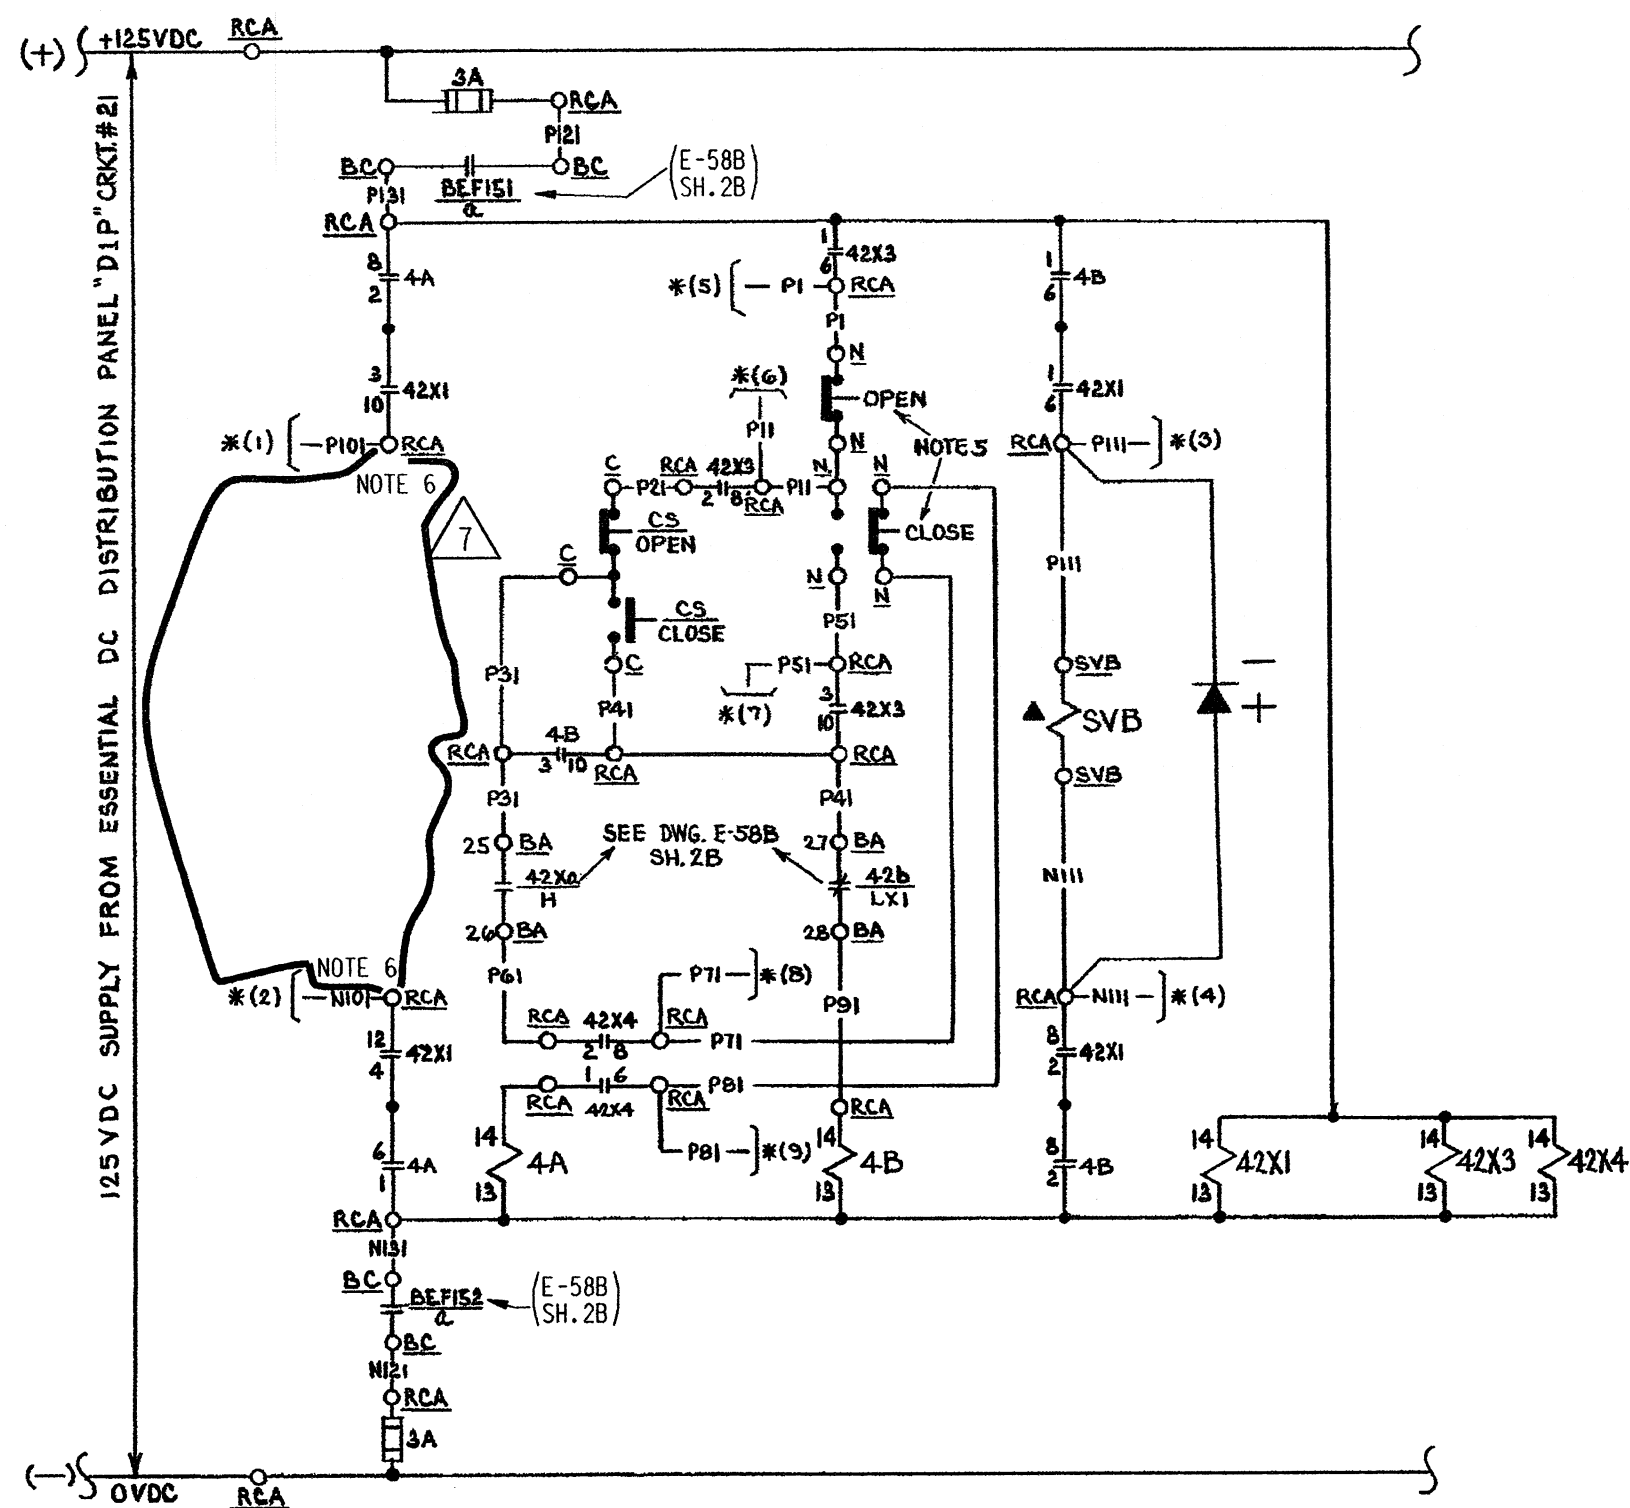 RCA
(+) +125VDC
3A
RCA
P121
BC
BC
BEF151
a
(E-58B)
(SH.2B)
P131
RCA
125 VDC SUPPLY FROM ESSENTIAL DC DISTRIBUTION PANEL "D1P" CRKT.#21
8
4A
2
1
42X3
6
1
4B
6
*(5)
P1
RCA
P1
N
3
42X1
10
*(6)
P11
OPEN
NOTE 5
1
42X1
6
*(1)
P101
RCA
NOTE 6
N
RCA
P111
*(3)
C
P21
RCA
42X3
2
8
RCA
P11
N
N
7
CS
OPEN
CLOSE
C
N
N
P111
CS
CLOSE
P51
C
P31
P51
RCA
SVB
*(7)
3
42X3
10
P41
▲
SVB
−
+
RCA
4B
3
10
RCA
RCA
SVB
P31
P41
25
BA
SEE DWG. E-58B
SH.2B
27
BA
42Xa
H
42b
LX1
N111
26
BA
28
BA
P61
P71
*(8)
NOTE 6
*(2)
N101
RCA
P91
RCA
N111
*(4)
RCA
42X4
2
8
RCA
P71
12
42X1
4
8
42X1
2
RCA
1
6
42X4
RCA
P81
RCA
P81
*(9)
6
4A
1
14
4A
13
14
4B
13
8
4B
2
14
42X1
13
14
42X3
13
14
42X4
13
RCA
N131
BC
BEF152
a
(E-58B)
(SH.2B)
BC
N121
RCA
3A
(−)
0VDC
RCA